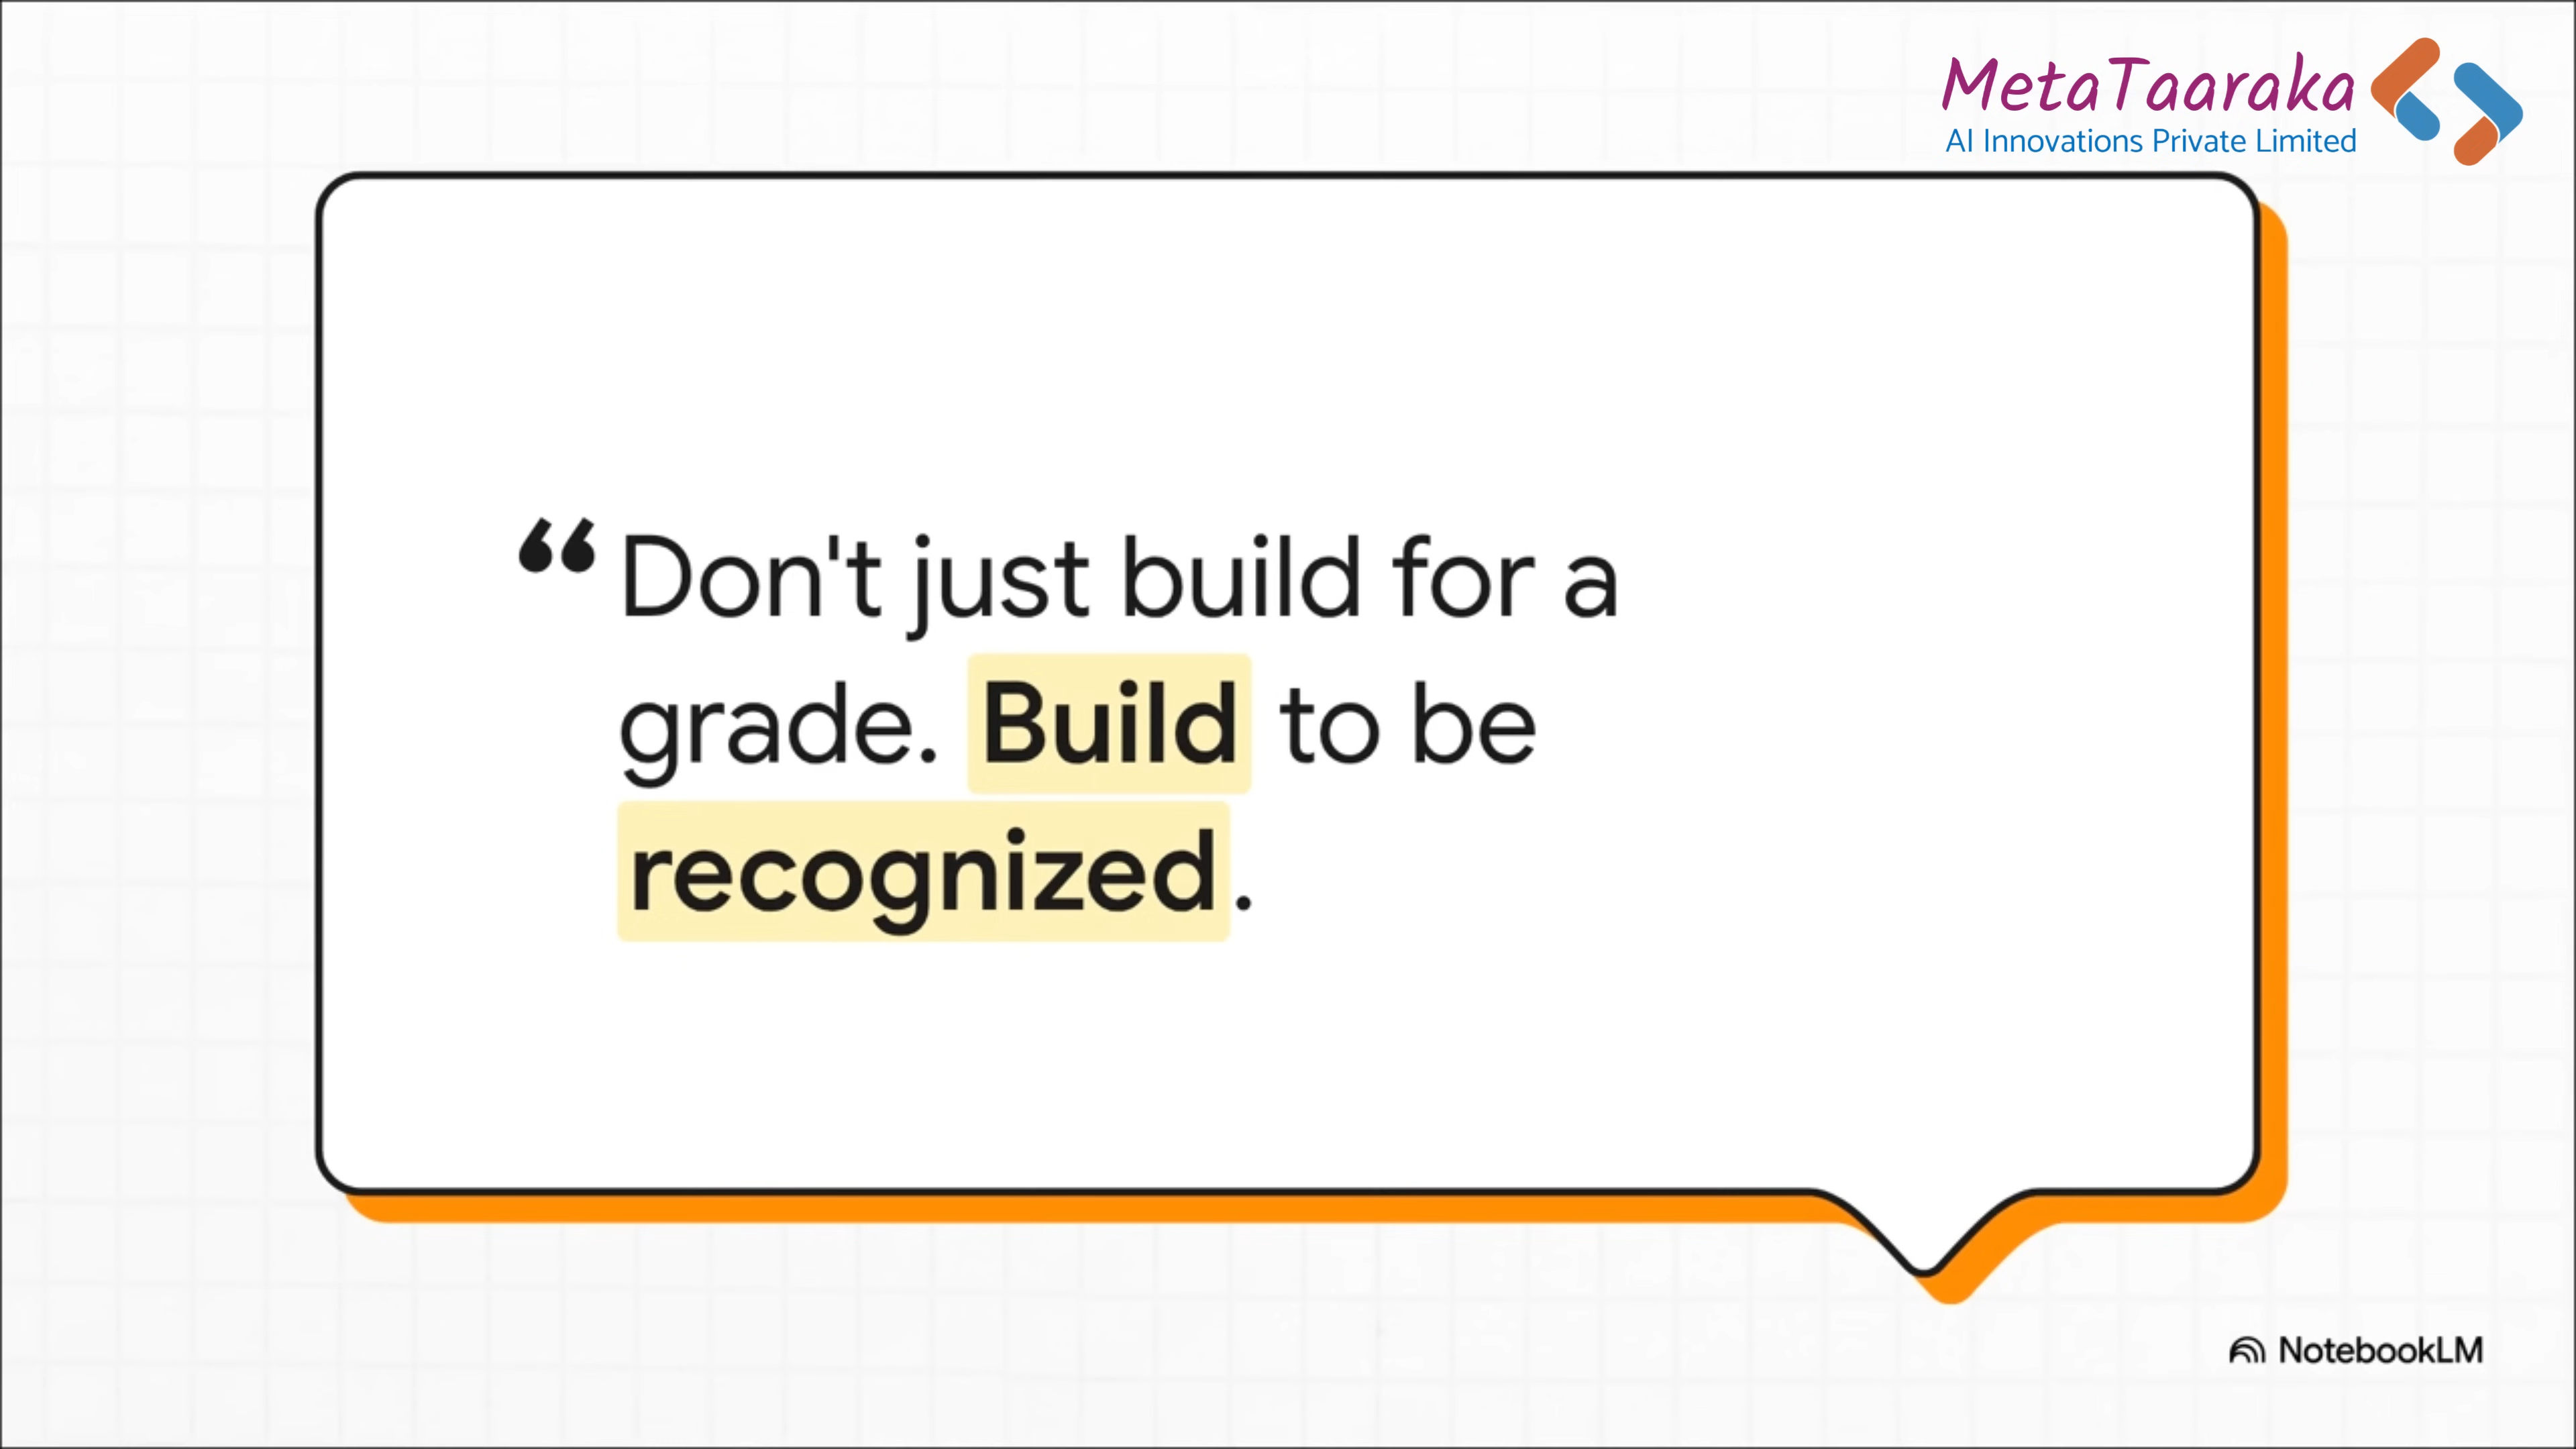 MetaTaaraka
AI Innovations Private Limited
“Don't just build for a
grade. Build to be
recognized.
NotebookLM